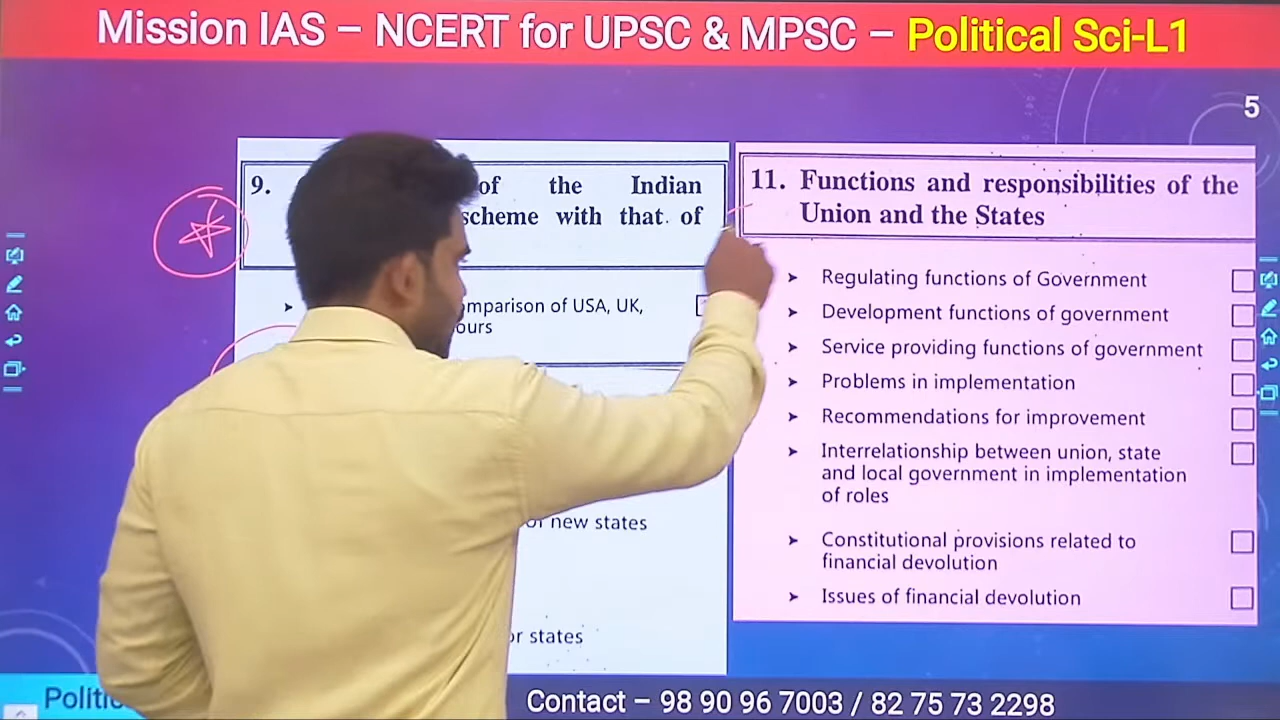 Mission IAS – NCERT for UPSC & MPSC – Political Sci-L1
5
9. of the Indian
scheme with that of
omparison of USA, UK,
ours
of new states
or states
11. Functions and responsibilities of the
Union and the States
➤ Regulating functions of Government
➤ Development functions of government
➤ Service providing functions of government
➤ Problems in implementation
➤ Recommendations for improvement
➤ Interrelationship between union, state
and local government in implementation
of roles
➤ Constitutional provisions related to
financial devolution
➤ Issues of financial devolution
Politic
Contact – 98 90 96 7003 / 82 75 73 2298